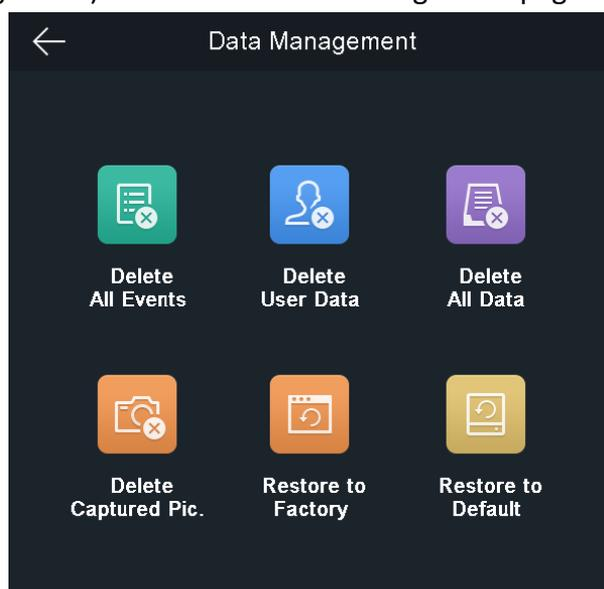 Data Management
Delete
All Events
Delete
User Data
Delete
All Data
Delete
Captured Pic.
Restore to
Factory
Restore to
Default